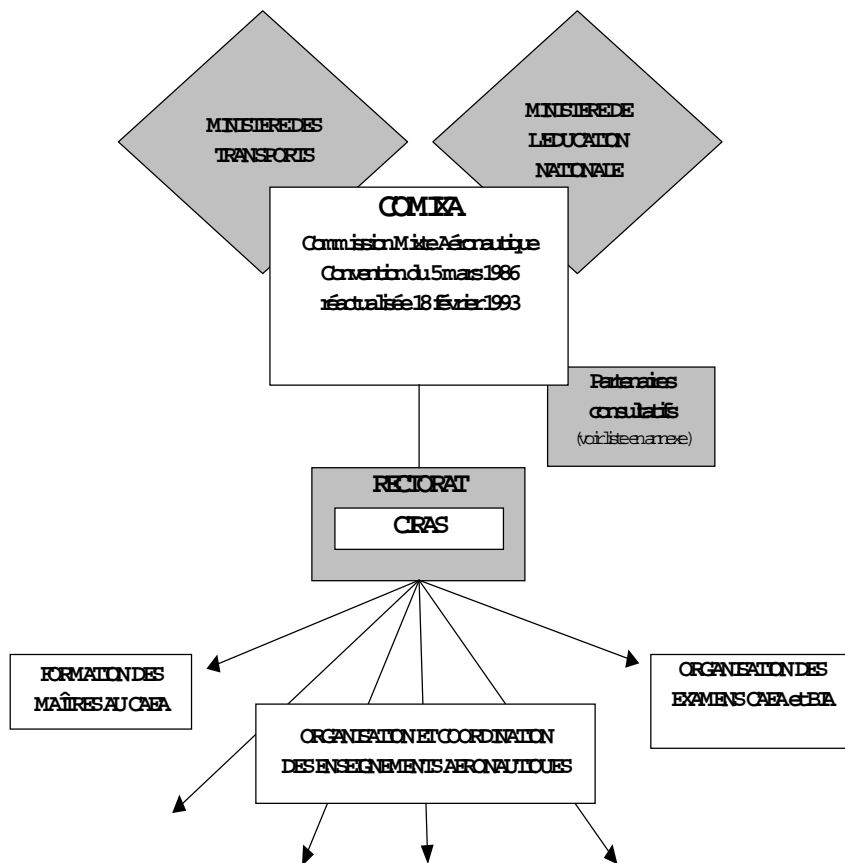 MINISTERE DES
TRANSPORTS
MINISTERE DE
L'EDUCATION
NATIONALE
COMIXA
Commission Mixte Aéronautique
Convention du 5 mars 1986
réactualisée 18 février 1993
Partenaires
consultatifs
(voir liste en annexe)
RECTORAT
CIRAS
FORMATION DES
MAÎTRES AU CAEA
ORGANISATION ET COORDINATION
DES ENSEIGNEMENTS AERONAUTIQUES
ORGANISATION DES
EXAMENS CAEA et BIA